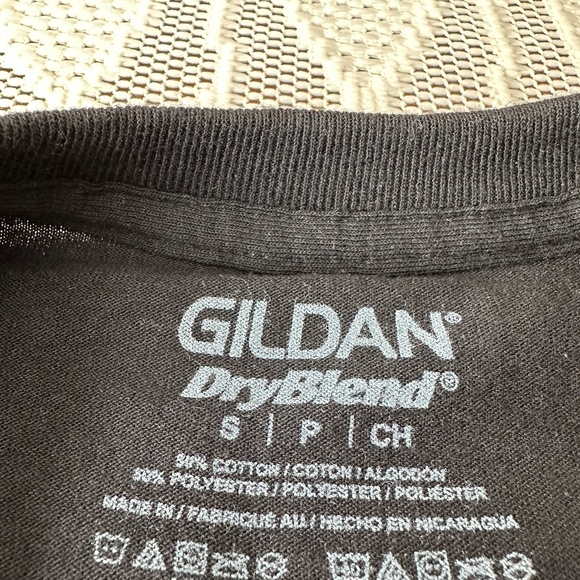 GILDAN®
DryBlend®
S | P | CH
50% COTTON / COTON / ALGODÓN
50% POLYESTER / POLYESTER / POLIÉSTER
MADE IN / FABRIQUÉ AU / HECHO EN NICARAGUA